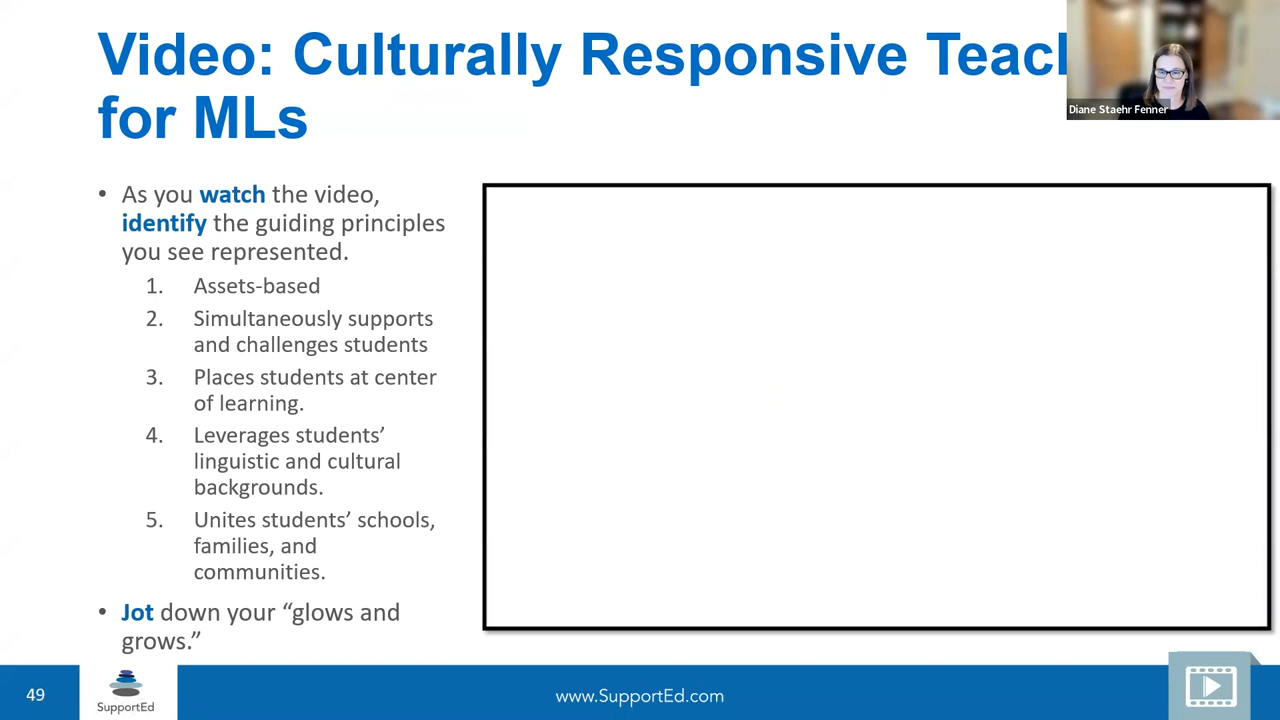 Video: Culturally Responsive Teach
for MLs
Diane Staehr Fenner
• As you watch the video,
identify the guiding principles
you see represented.
1. Assets-based
2. Simultaneously supports
and challenges students
3. Places students at center
of learning.
4. Leverages students’
linguistic and cultural
backgrounds.
5. Unites students’ schools,
families, and
communities.
• Jot down your “glows and
grows.”
49
SupportEd
www.SupportEd.com